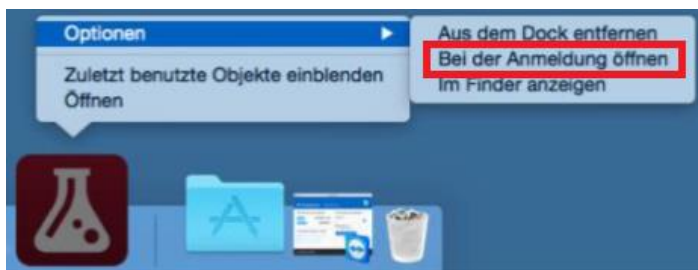 Optionen
Zuletzt benutzte Objekte einblenden
Öffnen
Aus dem Dock entfernen
Bei der Anmeldung öffnen
Im Finder anzeigen